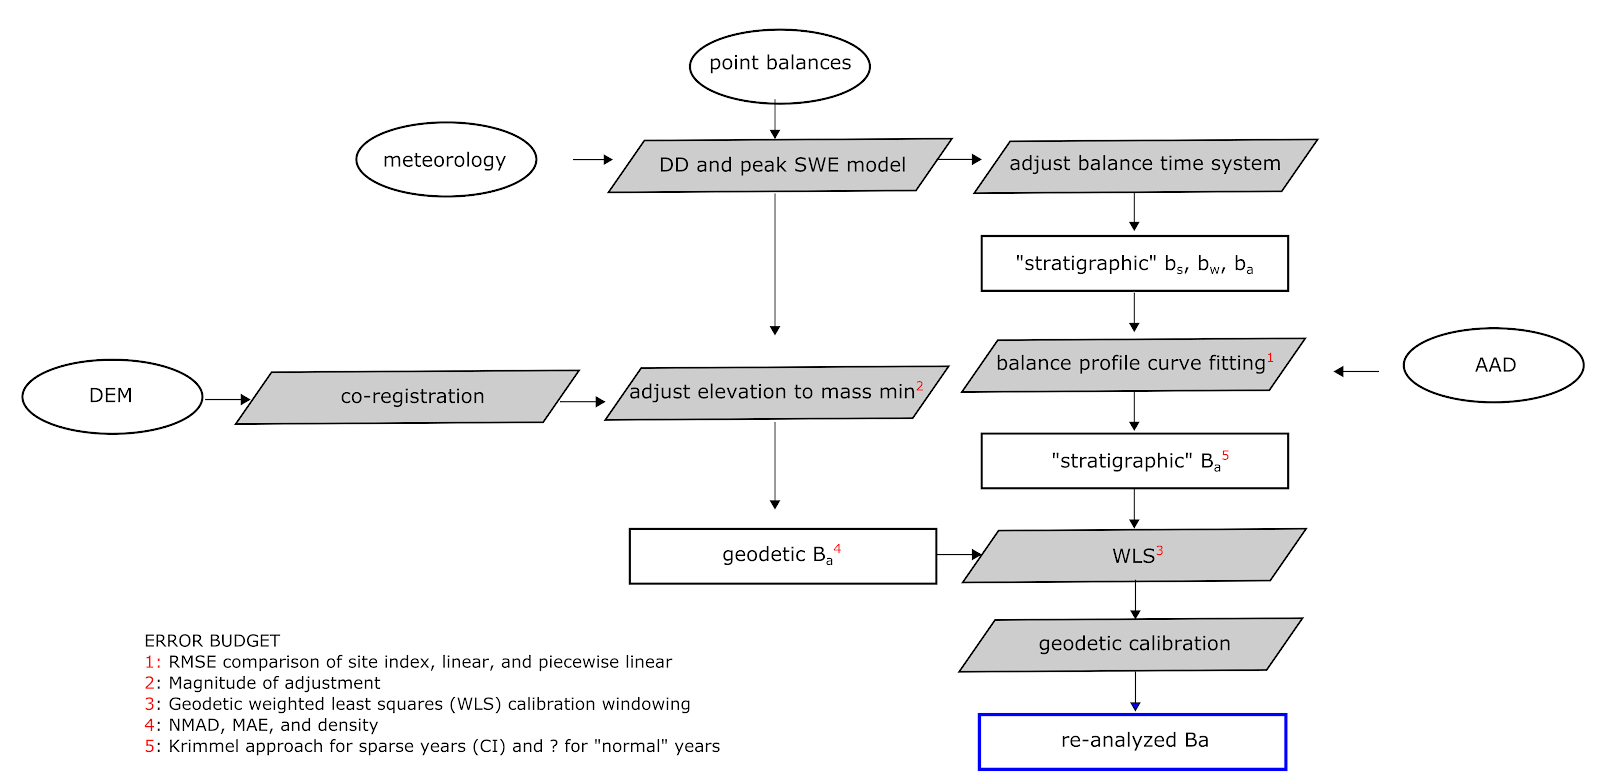 point balances
meteorology
DD and peak SWE model
adjust balance time system
"stratigraphic" bs, bw, ba
balance profile curve fitting1
AAD
DEM
co-registration
adjust elevation to mass min2
"stratigraphic" Ba5
geodetic Ba4
WLS3
geodetic calibration
re-analyzed Ba
ERROR BUDGET
1: RMSE comparison of site index, linear, and piecewise linear
2: Magnitude of adjustment
3: Geodetic weighted least squares (WLS) calibration windowing
4: NMAD, MAE, and density
5: Krimmel approach for sparse years (CI) and ? for "normal" years